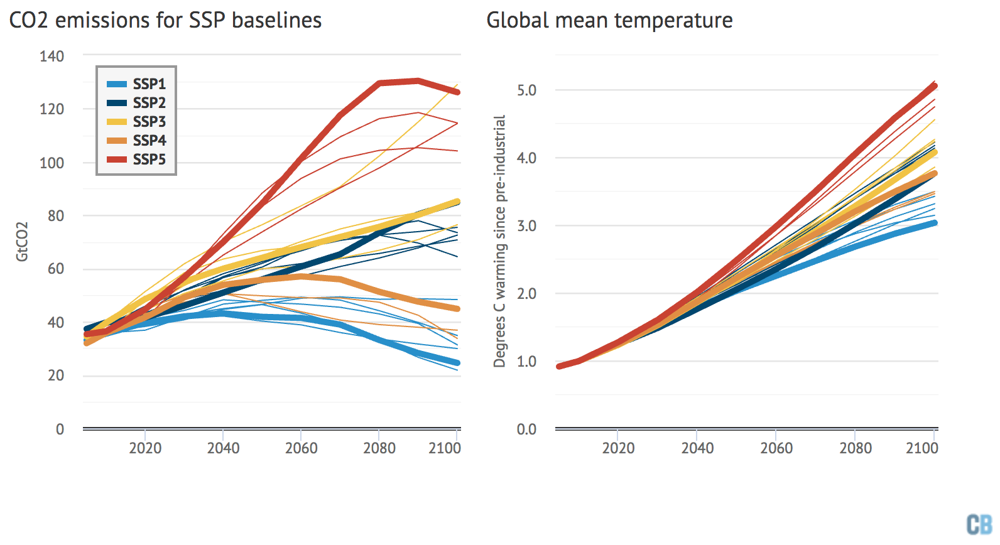 CO2 emissions for SSP baselines
140
120
100
80
60
40
20
0
GtCO2
SSP1
SSP2
SSP3
SSP4
SSP5
2020 2040 2060 2080 2100
Global mean temperature
5.0
4.0
3.0
2.0
1.0
0.0
Degrees C warming since pre-industrial
2020 2040 2060 2080 2100
CB